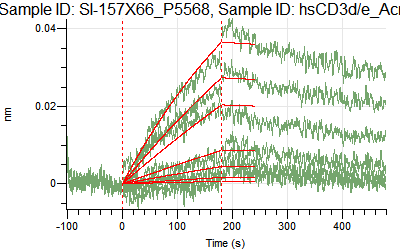 Sample ID: SI-157X66_P5568, Sample ID: hsCD3d/e_Acr
0.04
0.02
0
nm
-100 0 100 200 300 400
Time (s)